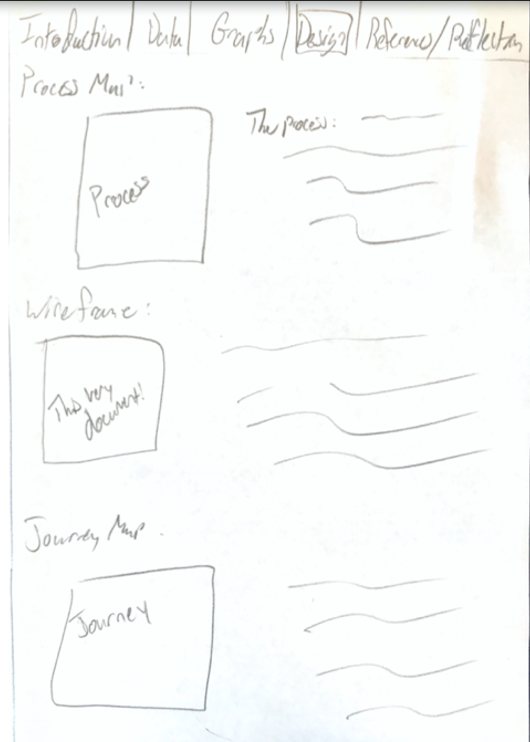 Introduction | Data | Graphs | Design | Reference/Reflection
Process Map:
The process:
Process
Wireframe:
This very
document!
Journey Map.
Journey